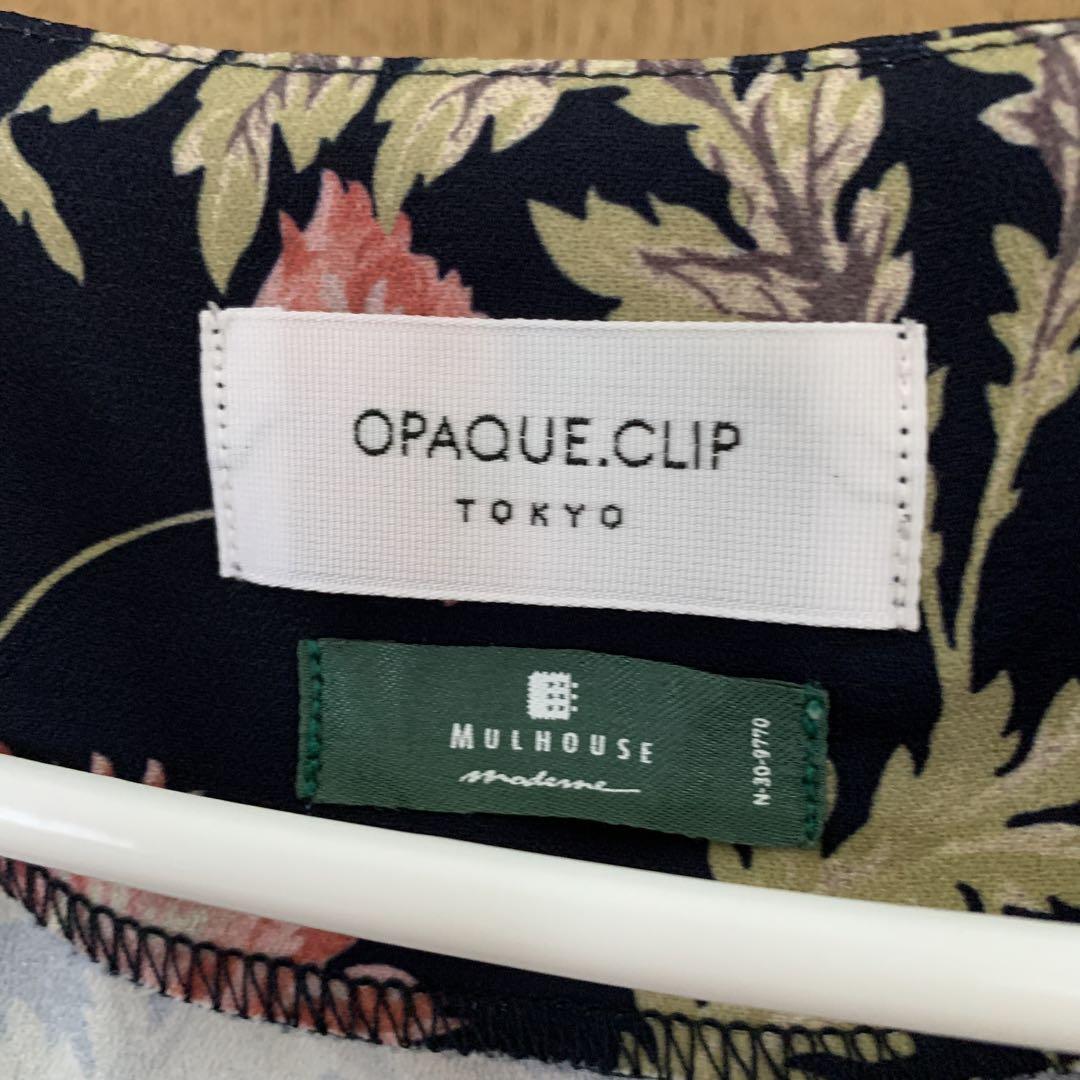 OPAQUE.CLIP
TOKYO
MULHOUSE
moderne
N-30-9770